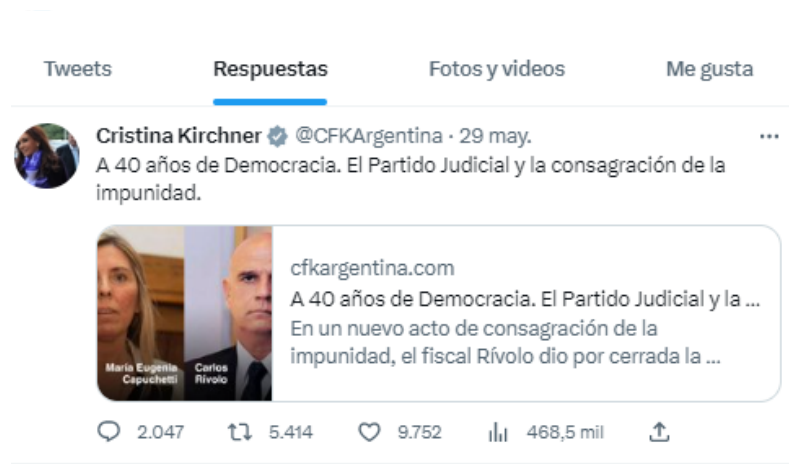 Tweets Respuestas Fotos y videos Me gusta
Cristina Kirchner @CFKArgentina · 29 may.
A 40 años de Democracia. El Partido Judicial y la consagración de la
impunidad.
María Eugenia
Capuchetti
Carlos
Rívolo
cfkargentina.com
A 40 años de Democracia. El Partido Judicial y la ...
En un nuevo acto de consagración de la
impunidad, el fiscal Rívolo dio por cerrada la ...
2.047 5.414 9.752 468,5 mil